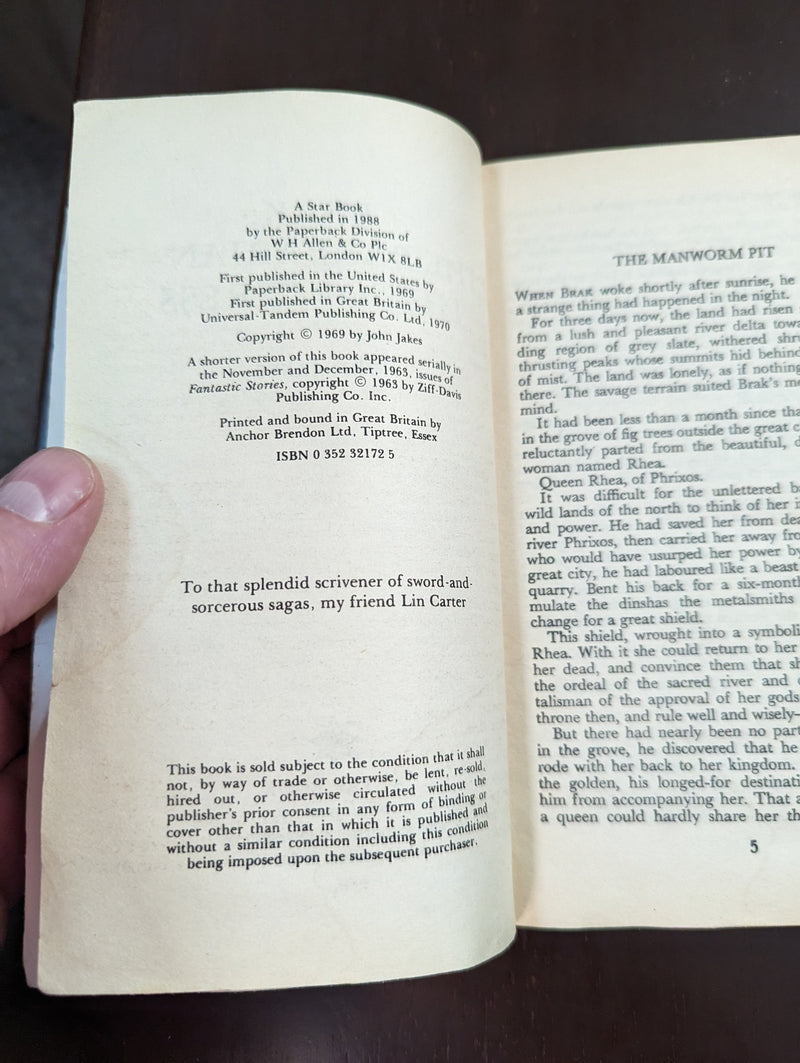 A Star Book
Published in 1988
by the Paperback Division of
W H Allen & Co Plc
44 Hill Street, London W1X 8LB
First published in the United States by
Paperback Library Inc., 1969
First published in Great Britain by
Universal-Tandem Publishing Co. Ltd, 1970
Copyright © 1969 by John Jakes
A shorter version of this book appeared serially in
the November and December, 1963, issues of
Fantastic Stories, copyright © 1963 by Ziff-Davis
Publishing Co. Inc.
Printed and bound in Great Britain by
Anchor Brendon Ltd, Tiptree, Essex
ISBN 0 352 32172 5
To that splendid scrivener of sword-and-
sorcerous sagas, my friend Lin Carter
This book is sold subject to the condition that it shall
not, by way of trade or otherwise, be lent, re-sold,
hired out, or otherwise circulated without the
publisher's prior consent in any form of binding or
cover other than that in which it is published and
without a similar condition including this condition
being imposed upon the subsequent purchaser.
THE MANWORM PIT
WHEN BRAK woke shortly after sunrise, he
a strange thing had happened in the night.
For three days now, the land had risen
from a lush and pleasant river delta
ding region of grey slate, withered
thrusting peaks whose summits hid
of mist. The land was lonely, as if nothing
there. The savage terrain suited Brak's
mind.
It had been less than a month since
in the grove of fig trees outside the great
reluctantly parted from the beautiful,
woman named Rhea.
Queen Rhea, of Phrixos.
It was difficult for the unlettered
wild lands of the north to think of her
and power. He had saved her from
river Phrixos, then carried her away
who would have usurped her power
great city, he had laboured like a beast
quarry. Bent his back for a
mulate the dinshas the metalsmiths
change for a great shield.
This shield, wrought into a
Rhea. With it she could return to her
her dead, and convince them that
the ordeal of the sacred river and
talisman of the approval of her gods
throne then, and rule well and wisely—
But there had nearly been no
in the grove, he discovered that he
rode with her back to her kingdom.
the golden, his longed-for
him from accompanying her. That
a queen could hardly share her
5